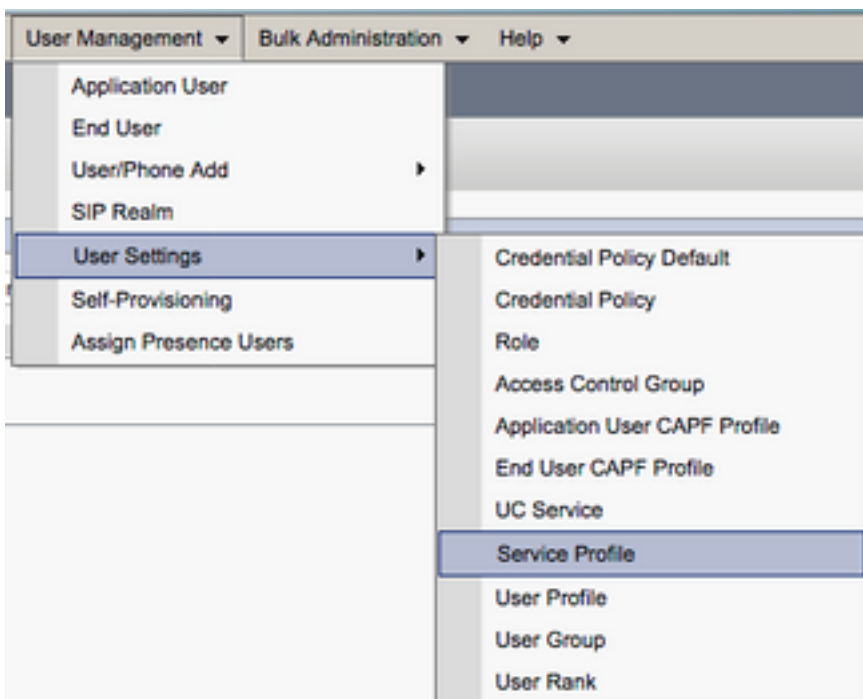 User Management Bulk Administration Help
Application User
End User
User/Phone Add
SIP Realm
User Settings
Self-Provisioning
Assign Presence Users
Credential Policy Default
Credential Policy
Role
Access Control Group
Application User CAPF Profile
End User CAPF Profile
UC Service
Service Profile
User Profile
User Group
User Rank